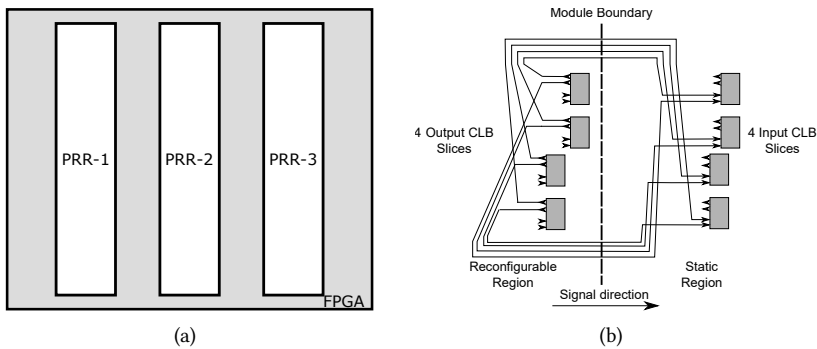 PRR-1
PRR-2
PRR-3
FPGA
(a)
Module Boundary
4 Output CLB
Slices
4 Input CLB
Slices
Reconfigurable
Region
Static
Region
Signal direction
(b)